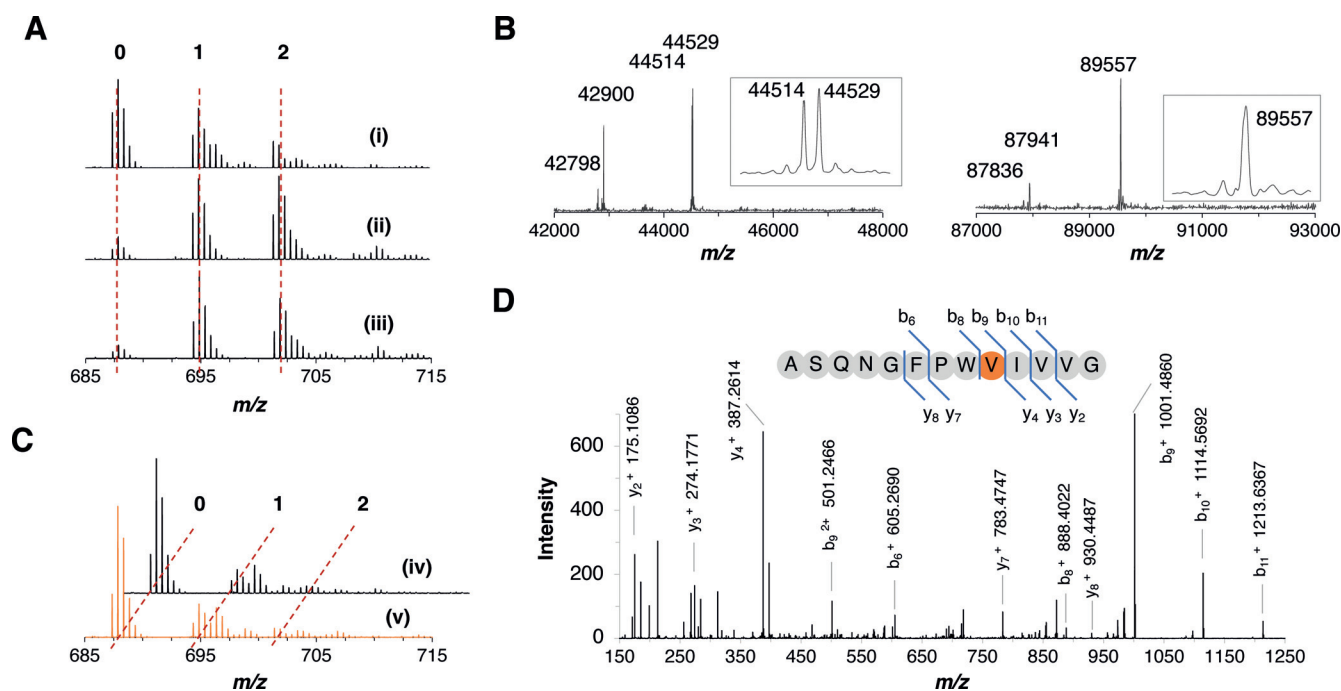 A
0 1 2
(i)
(ii)
(iii)
685 695 705 715
m/z
B
44529
44514
42900
42798
44514 44529
42000 44000 46000 48000
m/z
89557
87941
87836
89557
87000 89000 91000 93000
m/z
C
0 1 2
(iv)
(v)
685 695 705 715
m/z
D
b6 b8 b9 b10 b11
A S Q N G F P W V I V V G
y8 y7 y4 y3 y2
Intensity
600
400
200
0
y2+ 175.1086
y3+ 274.1771
y4+ 387.2614
b9 2+ 501.2466
b6+ 605.2690
y7+ 783.4747
b8+ 888.4022
y8+ 930.4487
b9+ 1001.4860
b10+ 1114.5692
b11+ 1213.6367
150 250 350 450 550 650 750 850 950 1050 1150 1250
m/z